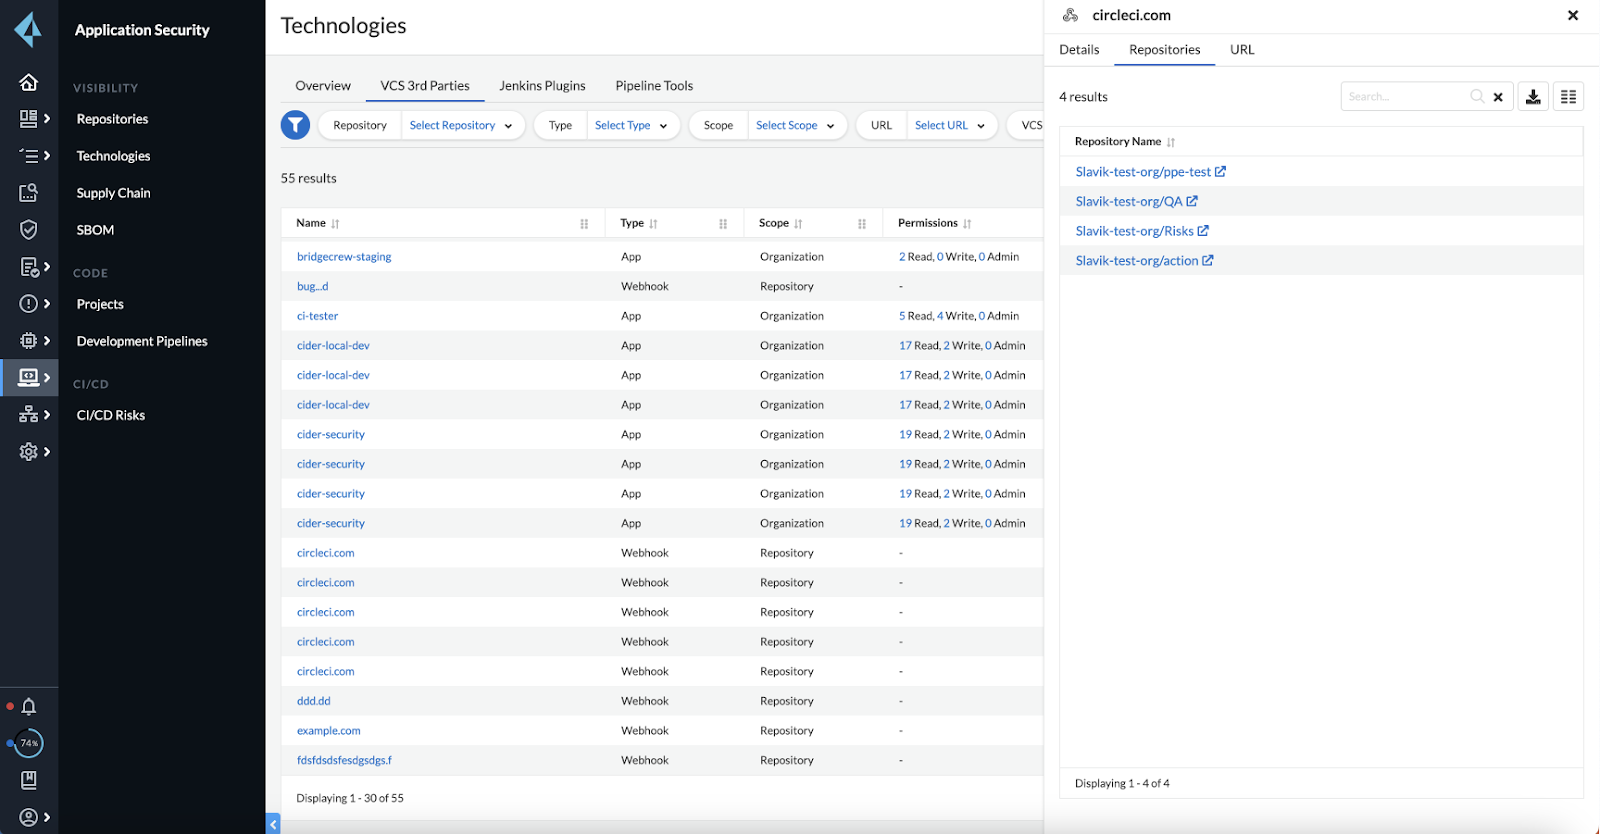 Application Security
VISIBILITY
Repositories
Technologies
Supply Chain
SBOM
CODE
Projects
Development Pipelines
CI/CD
CI/CD Risks
74%
Technologies
Overview VCS 3rd Parties Jenkins Plugins Pipeline Tools
Repository Select Repository Type Select Type Scope Select Scope URL Select URL VCS
55 results
Name Type Scope Permissions
bridgecrew-staging App Organization 2 Read, 0 Write, 0 Admin
bug...d Webhook Repository -
ci-tester App Organization 5 Read, 4 Write, 0 Admin
cider-local-dev App Organization 17 Read, 2 Write, 0 Admin
cider-local-dev App Organization 17 Read, 2 Write, 0 Admin
cider-local-dev App Organization 17 Read, 2 Write, 0 Admin
cider-security App Organization 19 Read, 2 Write, 0 Admin
cider-security App Organization 19 Read, 2 Write, 0 Admin
cider-security App Organization 19 Read, 2 Write, 0 Admin
cider-security App Organization 19 Read, 2 Write, 0 Admin
circleci.com Webhook Repository -
circleci.com Webhook Repository -
circleci.com Webhook Repository -
circleci.com Webhook Repository -
circleci.com Webhook Repository -
ddd.dd Webhook Repository -
example.com Webhook Repository -
fdsfdsdsfesdgsdgs.f Webhook Repository -
Displaying 1 - 30 of 55
circleci.com
Details Repositories URL
4 results
Search...
Repository Name
Slavik-test-org/ppe-test
Slavik-test-org/QA
Slavik-test-org/Risks
Slavik-test-org/action
Displaying 1 - 4 of 4